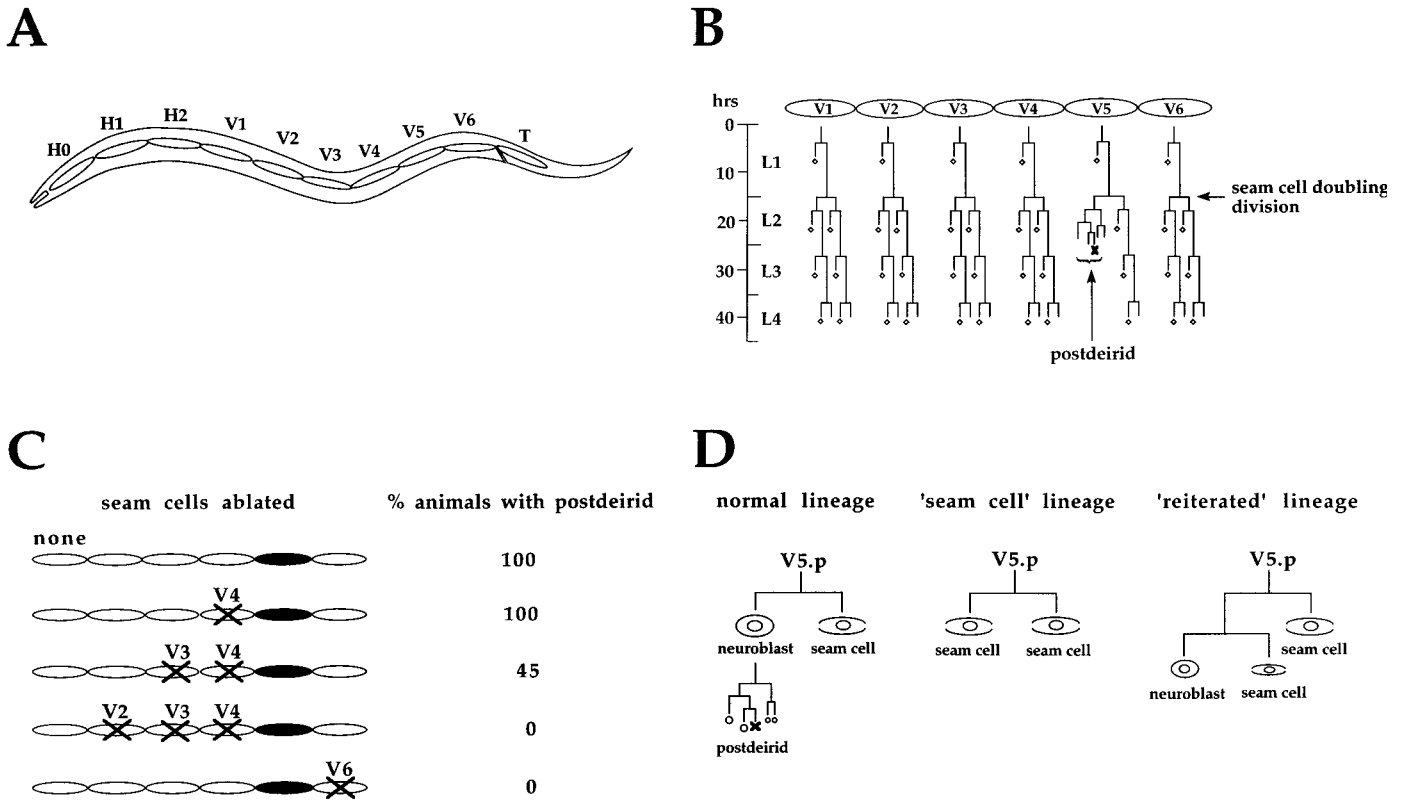 A
H0
H1
H2
V1
V2
V3
V4
V5
V6
T
B
hrs
V1 V2 V3 V4 V5 V6
0
L1
10
seam cell doubling
division
20
L2
30
L3
40
L4
postdeirid
C
seam cells ablated % animals with postdeirid
none
100
V4
100
V3 V4
45
V2 V3 V4
0
V6
0
D
normal lineage 'seam cell' lineage 'reiterated' lineage
V5.p V5.p V5.p
neuroblast seam cell seam cell seam cell seam cell
neuroblast seam cell
postdeirid